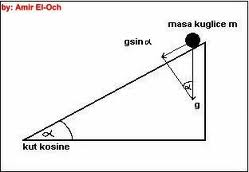 by: Amir El-Och
masa kuglice m
gsinα
α
g
α
kut kosine